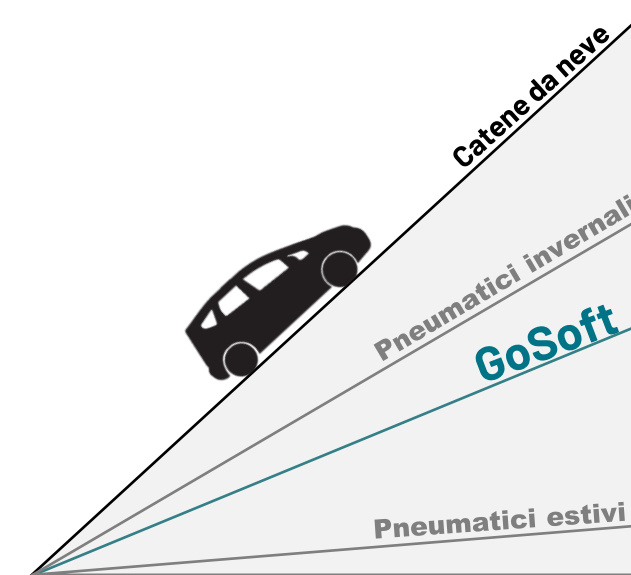 Catene da neve
Pneumatici invernali
GoSoft
Pneumatici estivi